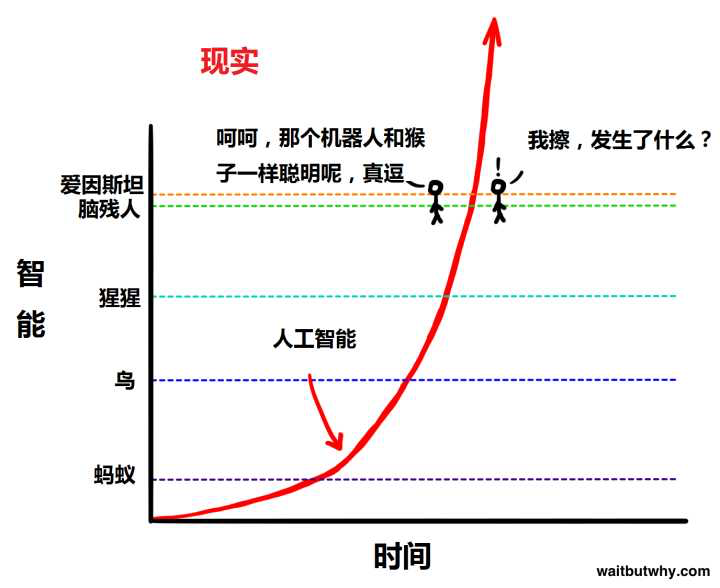 现实
呵呵，那个机器人和猴
子一样聪明呢，真逗
我擦，发生了什么？
！
爱因斯坦
脑残人
智
能
猩猩
人工智能
鸟
蚂蚁
时间
waitbutwhy.com